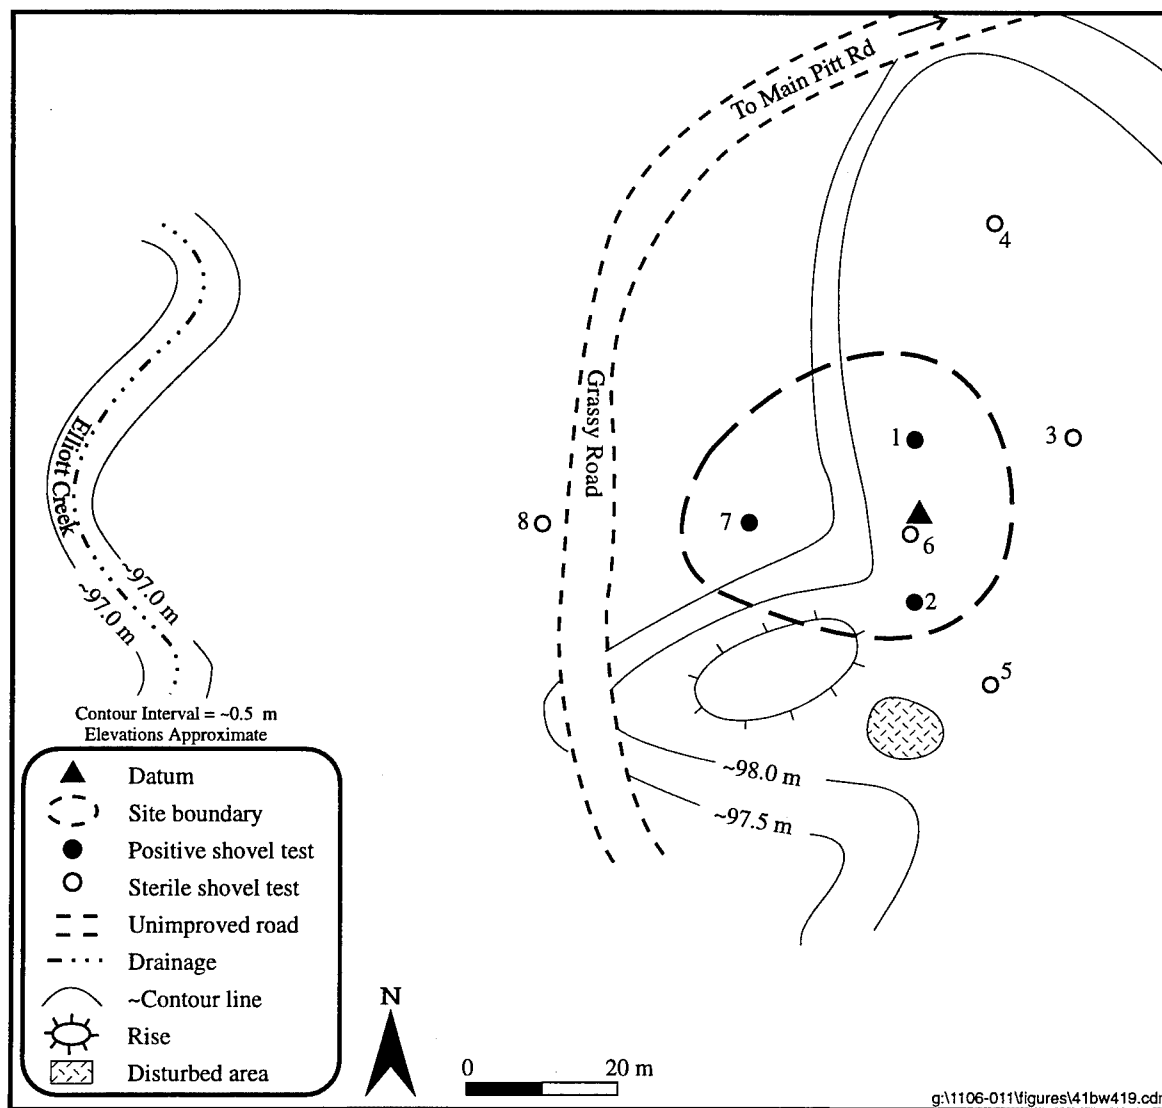 To Main Pitt Rd
4
Grassy Road
1
3
Elliott Creek
8
7
6
2
~97.0 m
~97.0 m
5
Contour Interval = ~0.5 m
Elevations Approximate
~98.0 m
~97.5 m
Datum
Site boundary
Positive shovel test
Sterile shovel test
Unimproved road
Drainage
~Contour line
Rise
Disturbed area
N
0 20 m
g:\1106-011\figures\41bw419.cdr